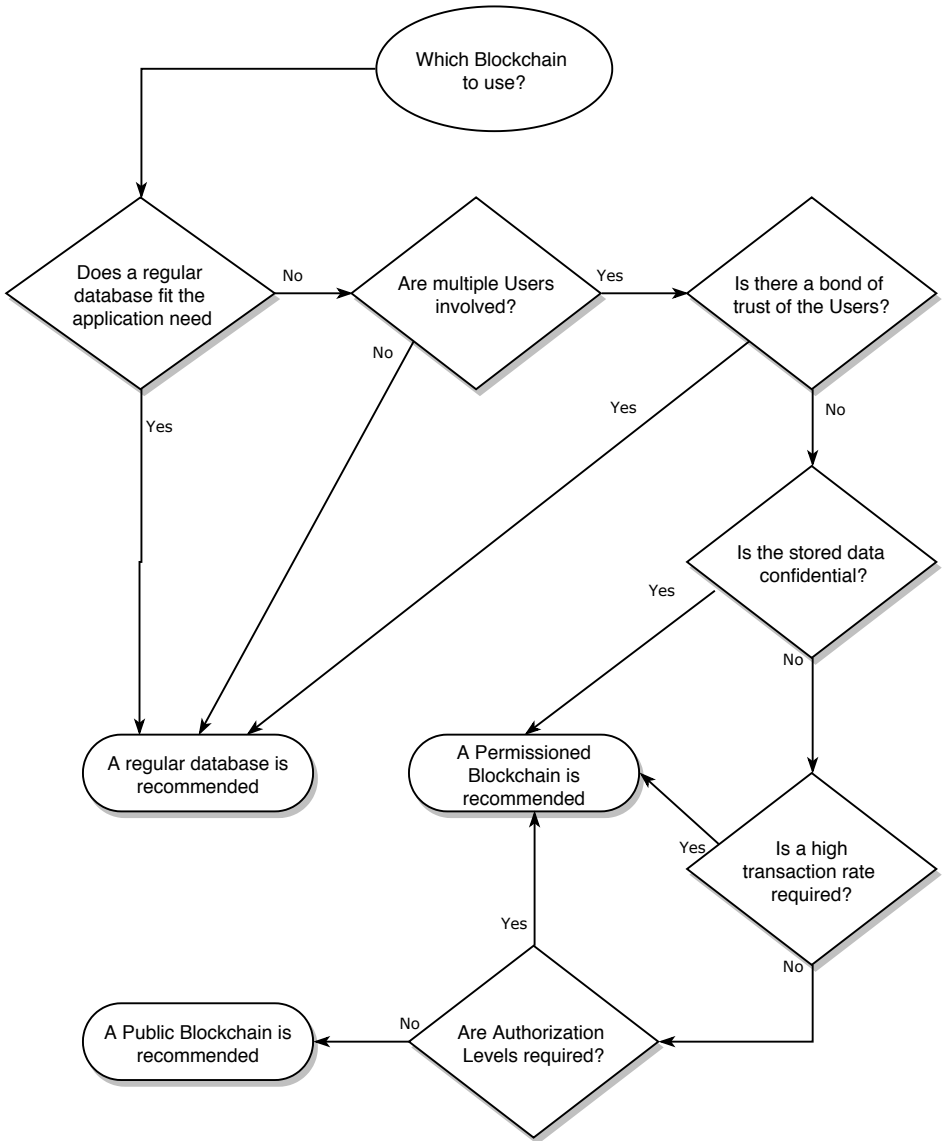 Which Blockchain
to use?
Does a regular
database fit the
application need
No
Are multiple Users
involved?
Yes
Is there a bond of
trust of the Users?
No
Yes
No
Yes
Is the stored data
confidential?
Yes
No
A regular database is
recommended
A Permissioned
Blockchain is
recommended
Yes
Is a high
transaction rate
required?
Yes
No
A Public Blockchain is
recommended
No
Are Authorization
Levels required?